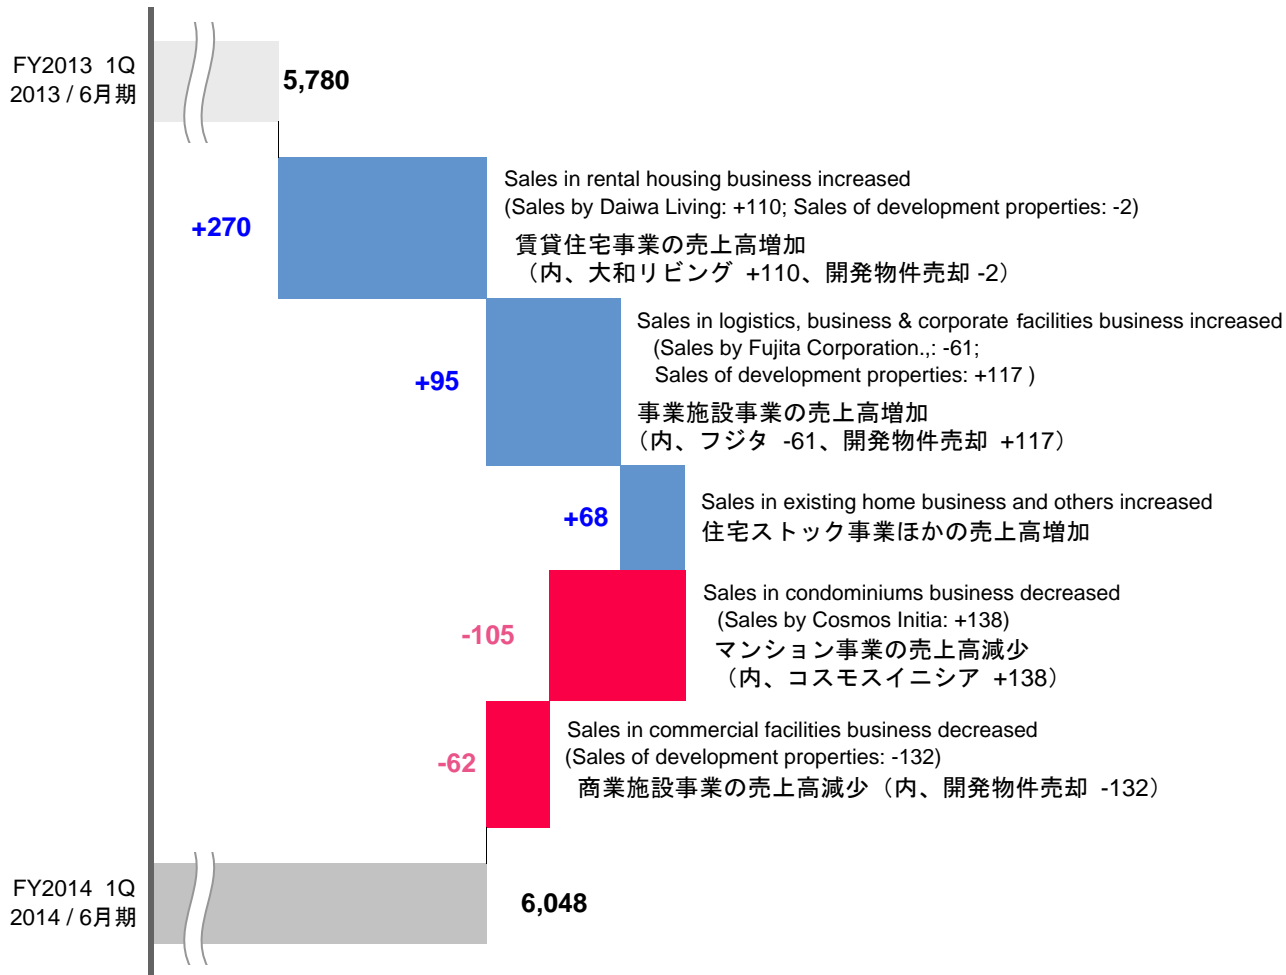 FY2013 1Q
2013 / 6月期
5,780
+270
Sales in rental housing business increased
(Sales by Daiwa Living: +110; Sales of development properties: -2)
賃貸住宅事業の売上高増加
（内、大和リビング +110、開発物件売却 -2）
+95
Sales in logistics, business & corporate facilities business increased
(Sales by Fujita Corporation.,: -61;
Sales of development properties: +117 )
事業施設事業の売上高増加
（内、フジタ -61、開発物件売却 +117）
+68
Sales in existing home business and others increased
住宅ストック事業ほかの売上高増加
-105
Sales in condominiums business decreased
(Sales by Cosmos Initia: +138)
マンション事業の売上高減少
（内、コスモスイニシア +138）
-62
Sales in commercial facilities business decreased
(Sales of development properties: -132)
商業施設事業の売上高減少（内、開発物件売却 -132）
FY2014 1Q
2014 / 6月期
6,048